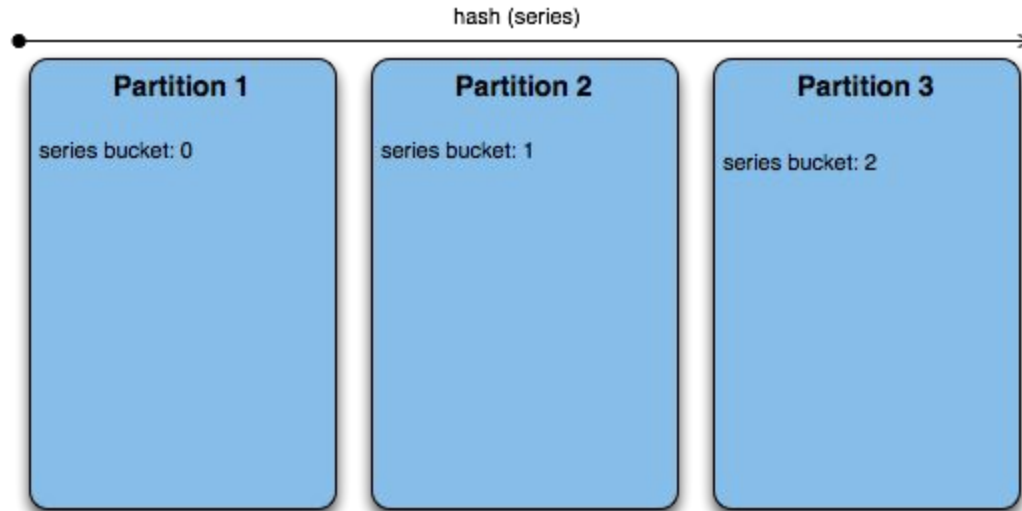 hash (series)
Partition 1
Partition 2
Partition 3
series bucket: 0
series bucket: 1
series bucket: 2